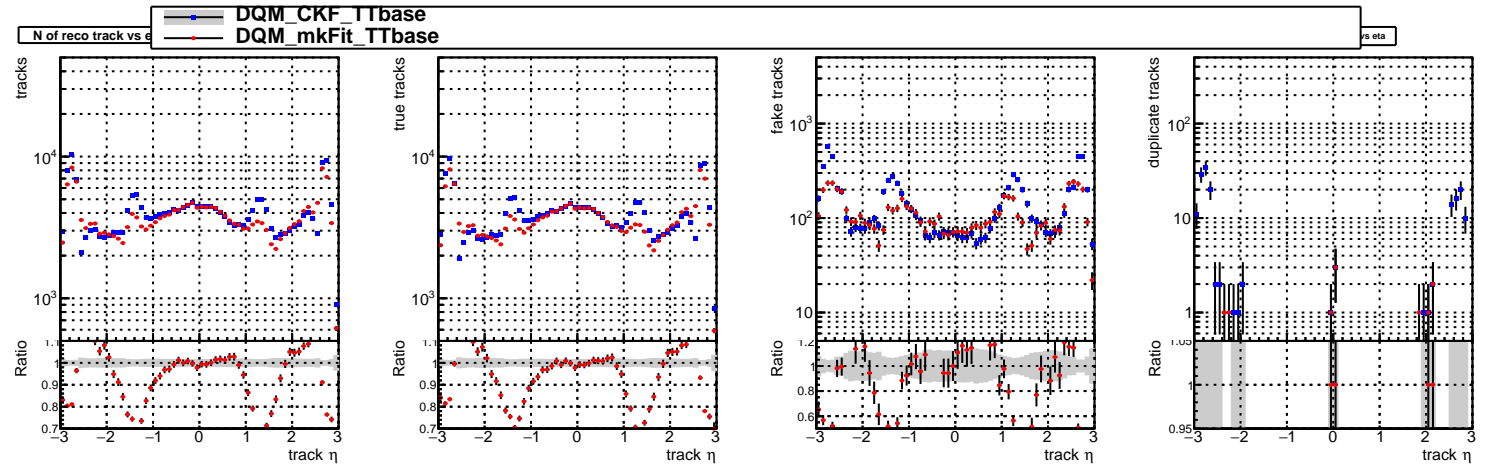 DQM_CKF_TTbase
DQM_mkFit_TTbase
N of reco track vs e
vs eta
tracks
10⁴
10³
Ratio
1.1
1
0.9
0.8
0.7
−3 −2 −1 0 1 2 3
track η
true tracks
10⁴
10³
Ratio
1.1
1
0.9
0.8
0.7
−3 −2 −1 0 1 2 3
track η
fake tracks
10³
10²
10
Ratio
1.2
1
0.8
0.6
−3 −2 −1 0 1 2 3
track η
duplicate tracks
10²
10
1
Ratio
1.05
1
0.95
−3 −2 −1 0 1 2 3
track η